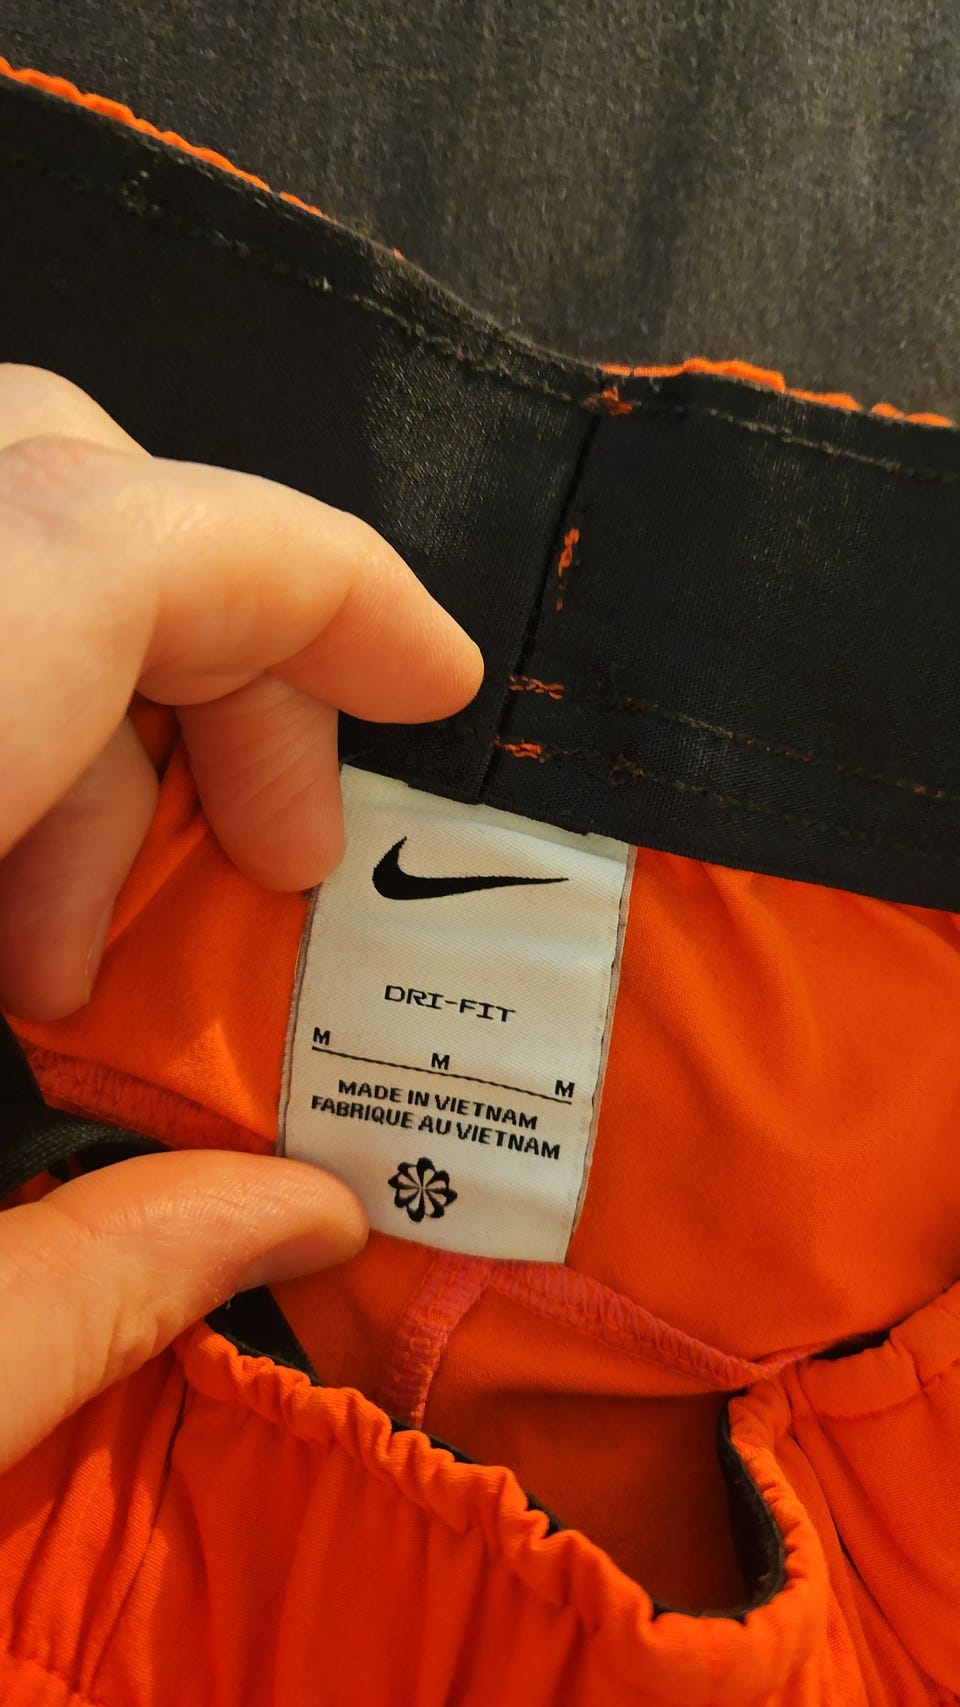 DRI-FIT
M M M
MADE IN VIETNAM
FABRIQUE AU VIETNAM